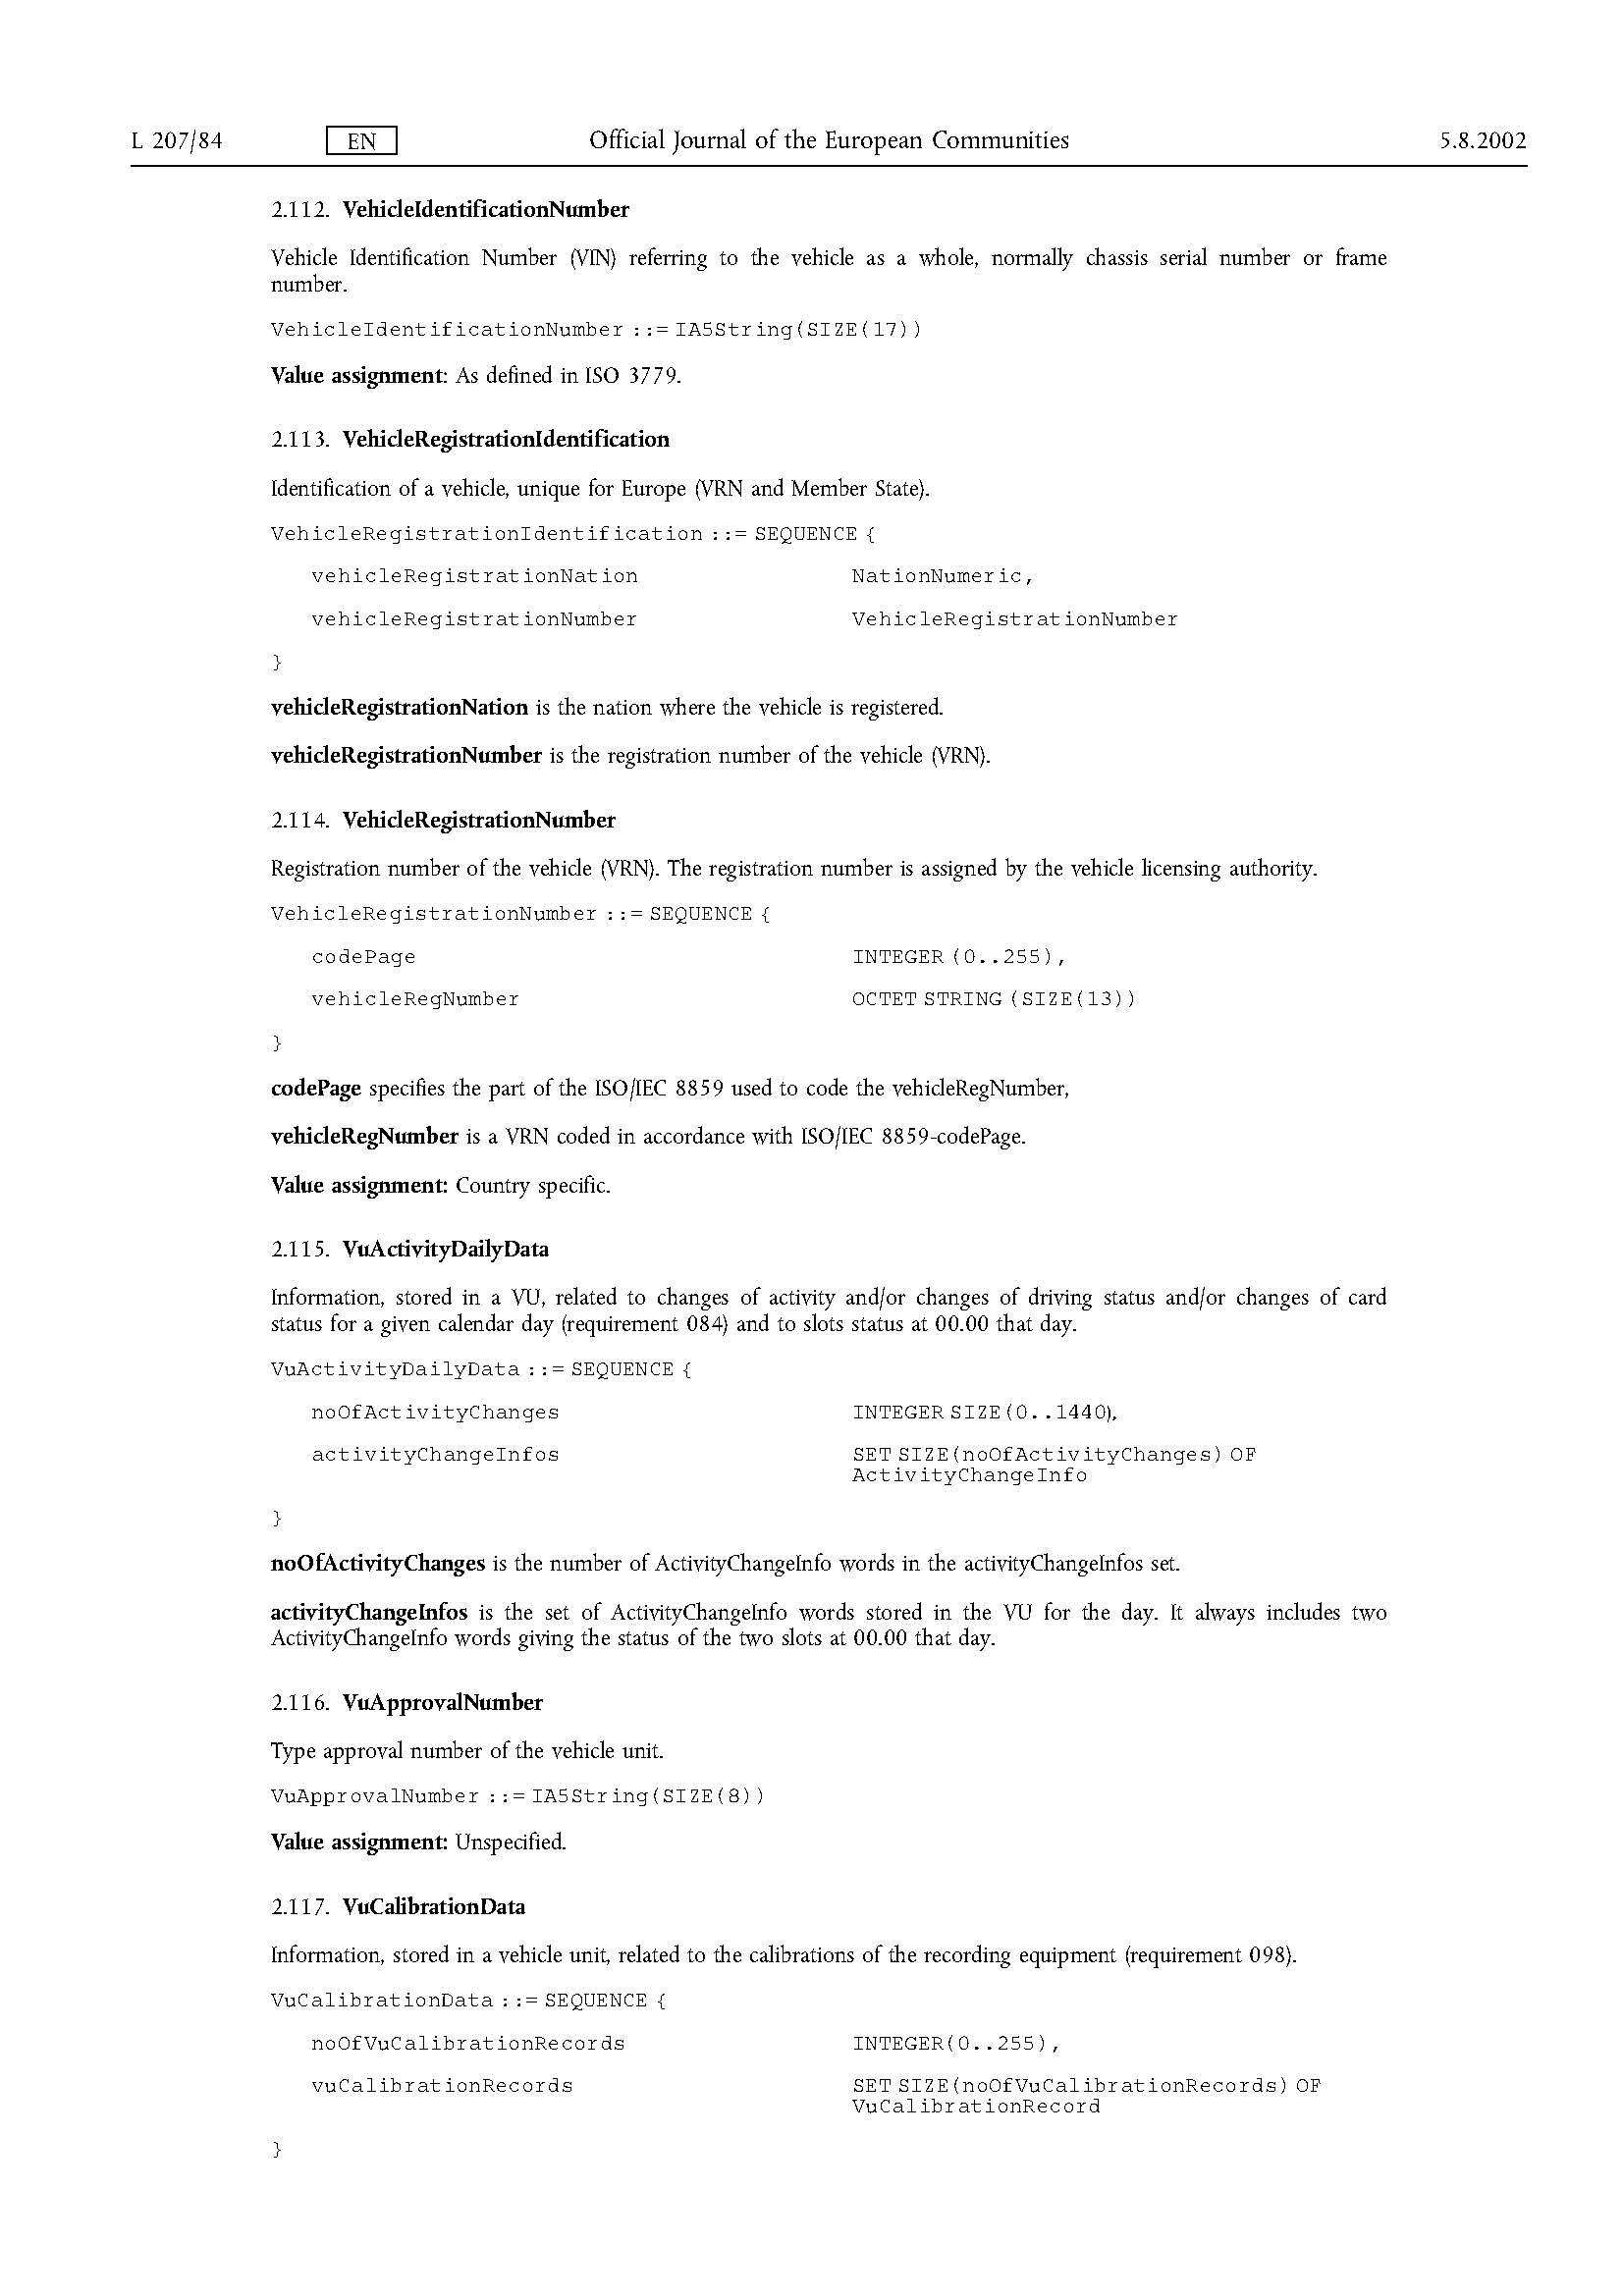 L 207/84 EN Official Journal of the European Communities 5.8.2002
2.112. VehicleIdentificationNumber
Vehicle Identification Number (VIN) referring to the vehicle as a whole, normally chassis serial number or frame
number.
VehicleIdentificationNumber ::= IA5String(SIZE(17))
Value assignment: As defined in ISO 3779.
2.113. VehicleRegistrationIdentification
Identification of a vehicle, unique for Europe (VRN and Member State).
VehicleRegistrationIdentification ::= SEQUENCE {
vehicleRegistrationNation NationNumeric,
vehicleRegistrationNumber VehicleRegistrationNumber
}
vehicleRegistrationNation is the nation where the vehicle is registered.
vehicleRegistrationNumber is the registration number of the vehicle (VRN).
2.114. VehicleRegistrationNumber
Registration number of the vehicle (VRN). The registration number is assigned by the vehicle licensing authority.
VehicleRegistrationNumber ::= SEQUENCE {
codePage INTEGER (0..255),
vehicleRegNumber OCTET STRING (SIZE(13))
}
codePage specifies the part of the ISO/IEC 8859 used to code the vehicleRegNumber,
vehicleRegNumber is a VRN coded in accordance with ISO/IEC 8859-codePage.
Value assignment: Country specific.
2.115. VuActivityDailyData
Information, stored in a VU, related to changes of activity and/or changes of driving status and/or changes of card
status for a given calendar day (requirement 084) and to slots status at 00.00 that day.
VuActivityDailyData ::= SEQUENCE {
noOfActivityChanges INTEGER SIZE(0..1440),
activityChangeInfos SET SIZE(noOfActivityChanges) OF
ActivityChangeInfo
}
noOfActivityChanges is the number of ActivityChangeInfo words in the activityChangeInfos set.
activityChangeInfos is the set of ActivityChangeInfo words stored in the VU for the day. It always includes two
ActivityChangeInfo words giving the status of the two slots at 00.00 that day.
2.116. VuApprovalNumber
Type approval number of the vehicle unit.
VuApprovalNumber ::= IA5String(SIZE(8))
Value assignment: Unspecified.
2.117. VuCalibrationData
Information, stored in a vehicle unit, related to the calibrations of the recording equipment (requirement 098).
VuCalibrationData ::= SEQUENCE {
noOfVuCalibrationRecords INTEGER(0..255),
vuCalibrationRecords SET SIZE(noOfVuCalibrationRecords) OF
VuCalibrationRecord
}